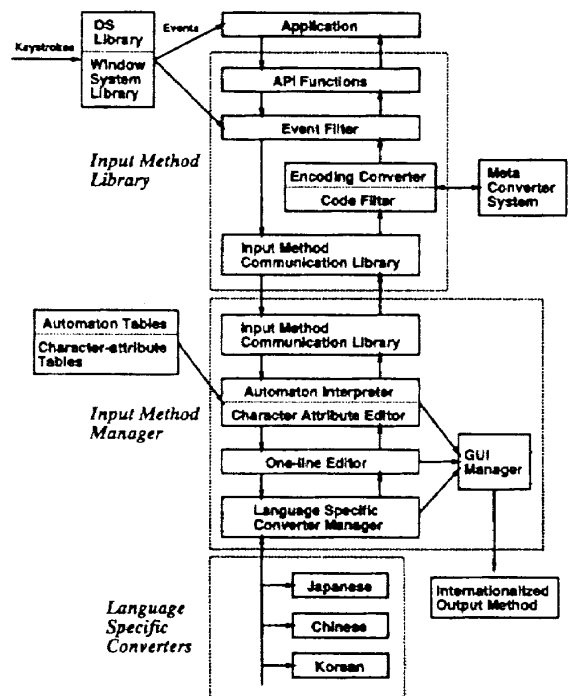 OS
Library
Events
Application
Keystrokes
Window
System
Library
API Functions
Event Filter
Input Method
Library
Encoding Converter
Code Filter
Meta
Converter
System
Input Method
Communication Library
Automaton Tables
Character-attribute
Tables
Input Method
Communication Library
Automaton Interpreter
Character Attribute Editor
Input Method
Manager
One-line Editor
GUI
Manager
Language Specific
Converter Manager
Internationalized
Output Method
Language
Specific
Converters
Japanese
Chinese
Korean